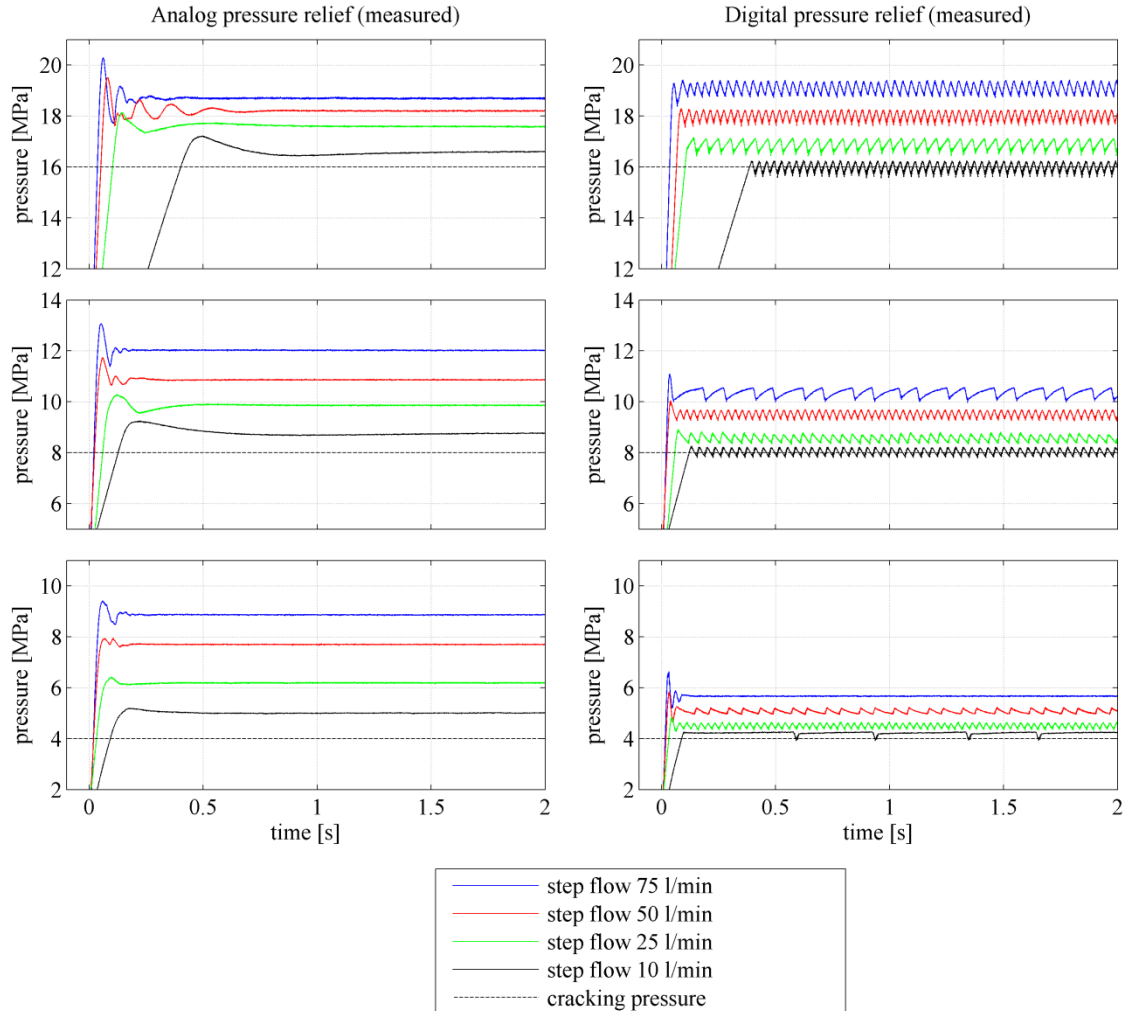 Analog pressure relief (measured)
Digital pressure relief (measured)
pressure [MPa]
20
18
16
14
12
pressure [MPa]
20
18
16
14
12
pressure [MPa]
14
12
10
8
6
pressure [MPa]
14
12
10
8
6
pressure [MPa]
10
8
6
4
2
0 0.5 1 1.5 2
time [s]
pressure [MPa]
10
8
6
4
2
0 0.5 1 1.5 2
time [s]
step flow 75 l/min
step flow 50 l/min
step flow 25 l/min
step flow 10 l/min
cracking pressure